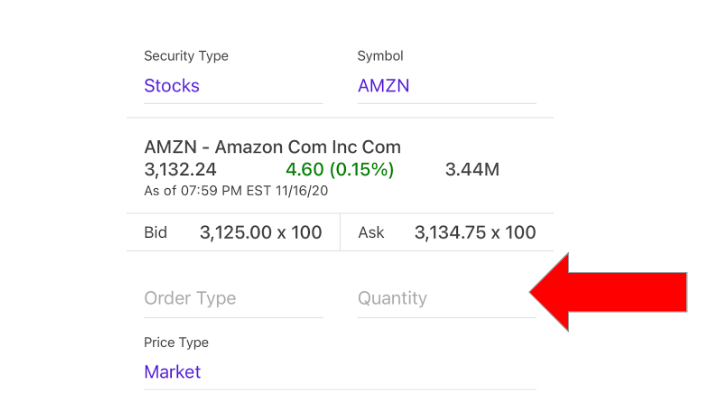 Security Type Symbol
Stocks AMZN
AMZN - Amazon Com Inc Com
3,132.24 4.60 (0.15%) 3.44M
As of 07:59 PM EST 11/16/20
Bid 3,125.00 x 100 Ask 3,134.75 x 100
Order Type Quantity
Price Type
Market